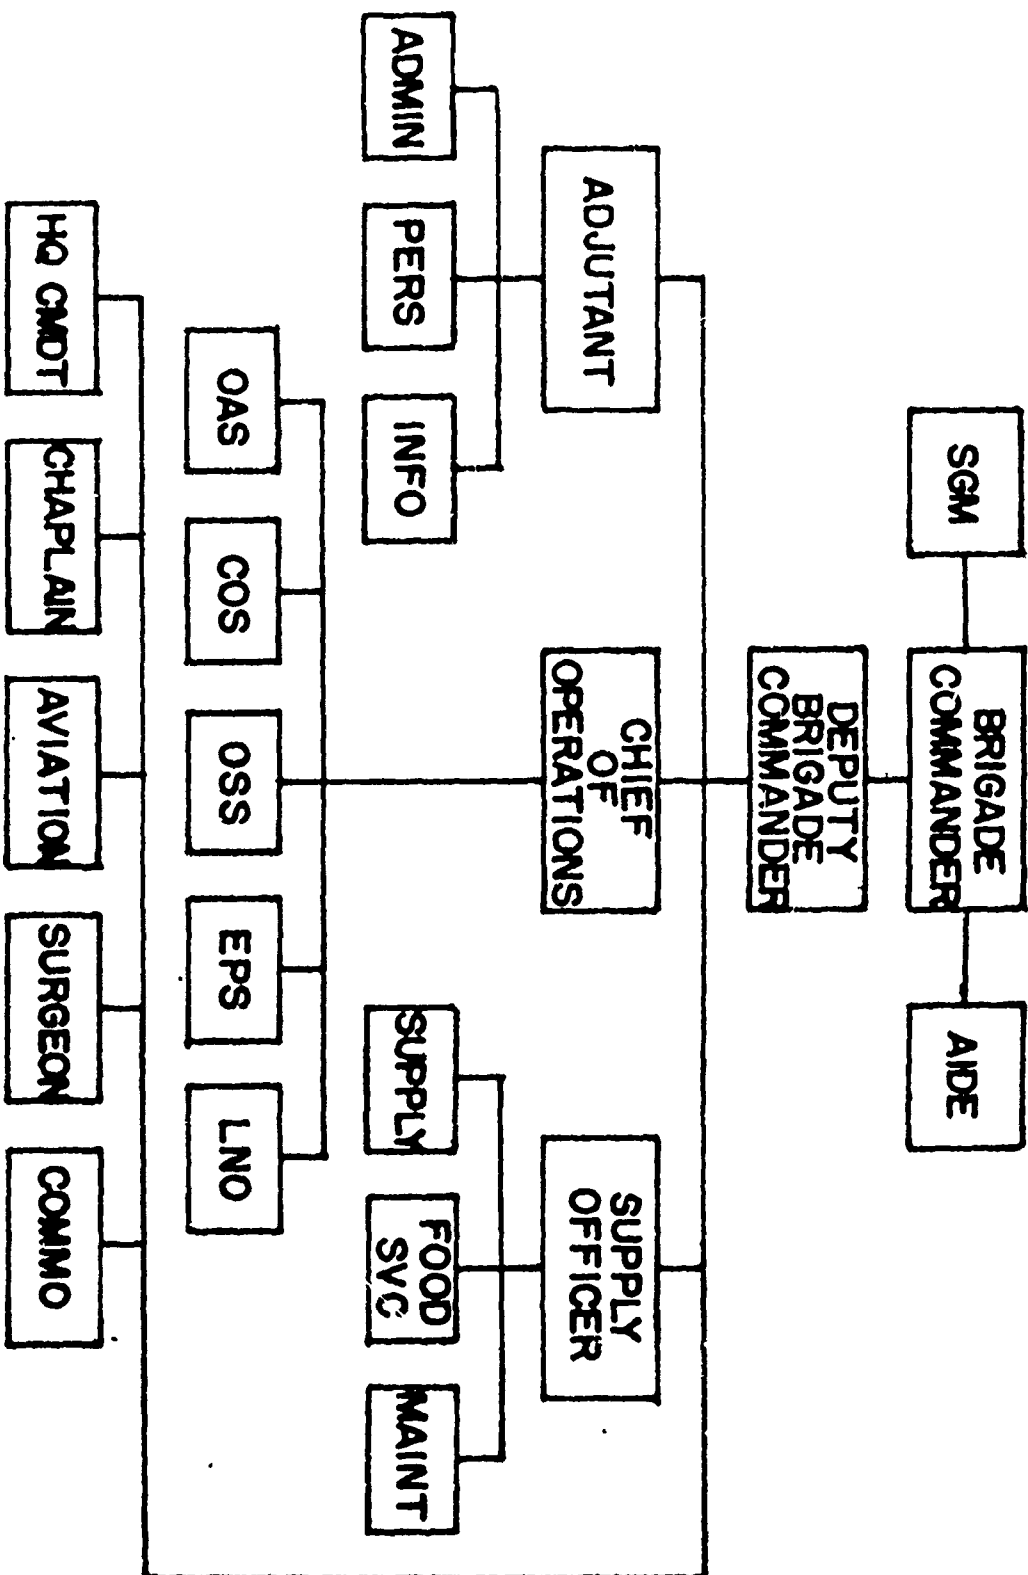 SGM
BRIGADE
COMMANDER
AIDE
DEPUTY
BRIGADE
COMMANDER
ADJUTANT
CHIEF
OF
OPERATIONS
SUPPLY
OFFICER
ADMIN
PERS
INFO
SUPPLY
FOOD
SVC
MAINT
OAS
COS
OSS
EPS
LNO
HQ CMDT
CHAPLAIN
AVIATION
SURGEON
COMMO